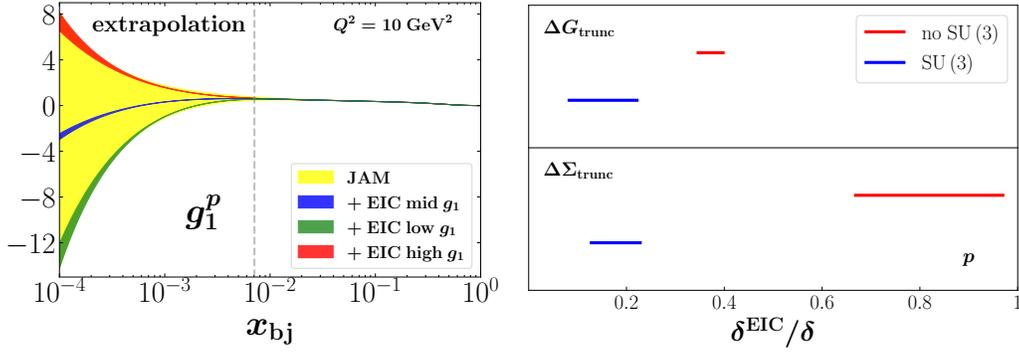 extrapolation
Q² = 10 GeV²
8
4
0
−4
−8
−12
g₁ᵖ
JAM
+ EIC mid g₁
+ EIC low g₁
+ EIC high g₁
10⁻⁴ 10⁻³ 10⁻² 10⁻¹ 10⁰
x_bj
ΔG_trunc
no SU(3)
SU(3)
ΔΣ_trunc
p
0.2 0.4 0.6 0.8 1
δ^EIC/δ